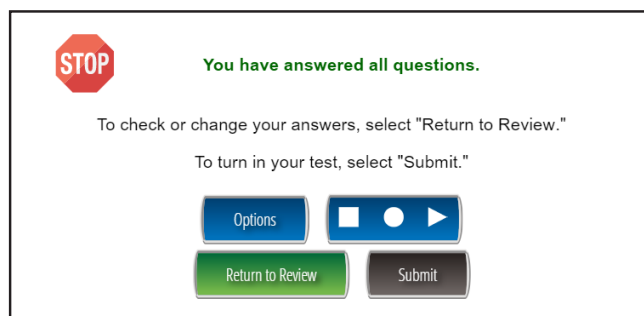 STOP
You have answered all questions.
To check or change your answers, select "Return to Review."
To turn in your test, select "Submit."
Options
Return to Review
Submit